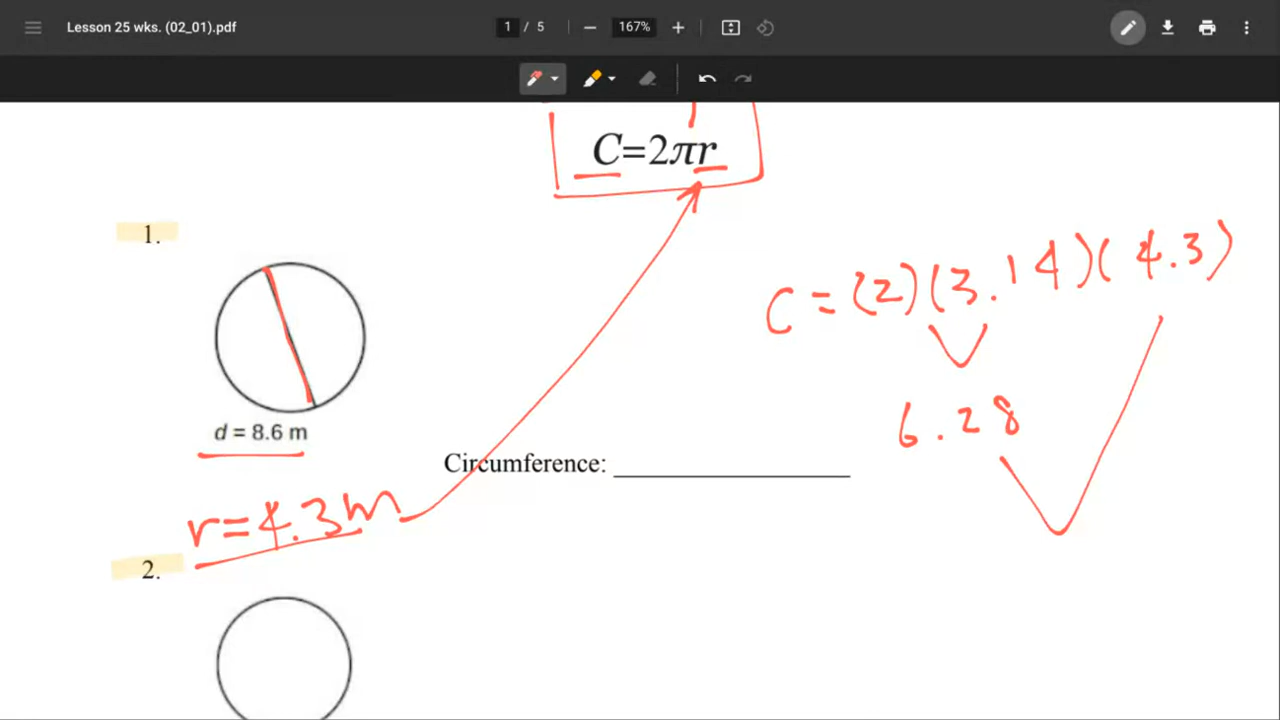 Lesson 25 wks. (02_01).pdf
1 / 5
167%
C=2πr
1.
C = (2)(3.14)(4.3)
6.28
d = 8.6 m
Circumference: ____________________
r=4.3m
2.